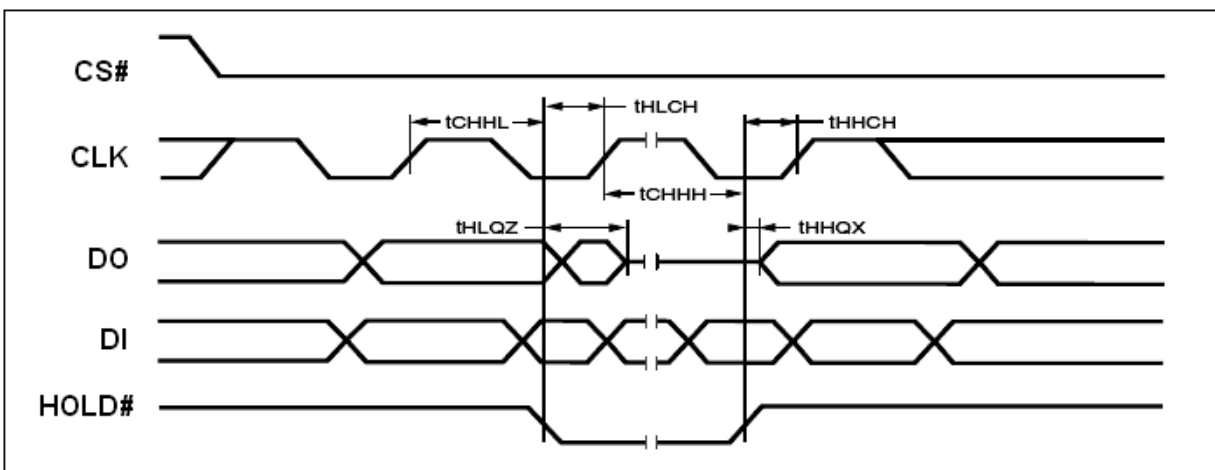 CS#
tHLCH
tCHHL
tHHCH
CLK
tCHHH
tHLQZ
tHHQX
DO
DI
HOLD#